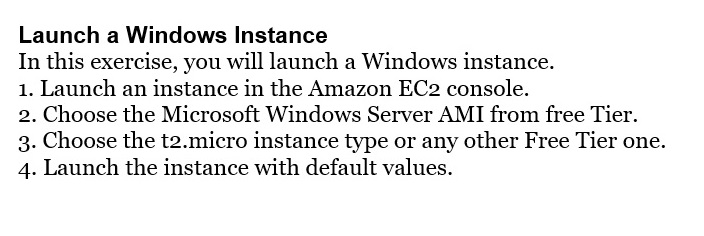 Launch a Windows Instance
In this exercise, you will launch a Windows instance.
1. Launch an instance in the Amazon EC2 console.
2. Choose the Microsoft Windows Server AMI from free Tier.
3. Choose the t2.micro instance type or any other Free Tier one.
4. Launch the instance with default values.